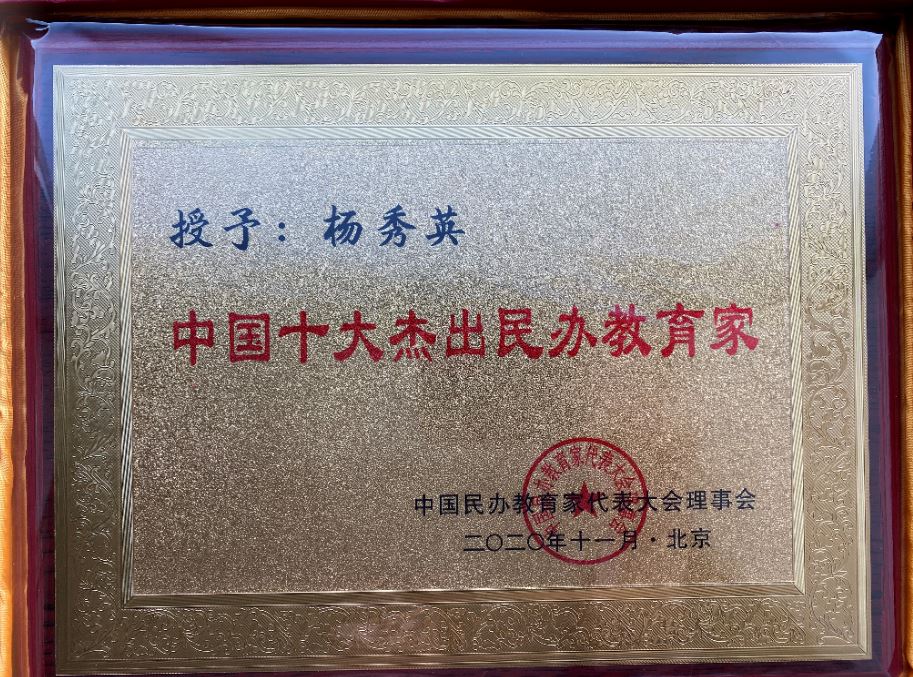 授予：杨秀英
中国十大杰出民办教育家
中国民办教育家代表大会理事会
二〇二〇年十一月·北京